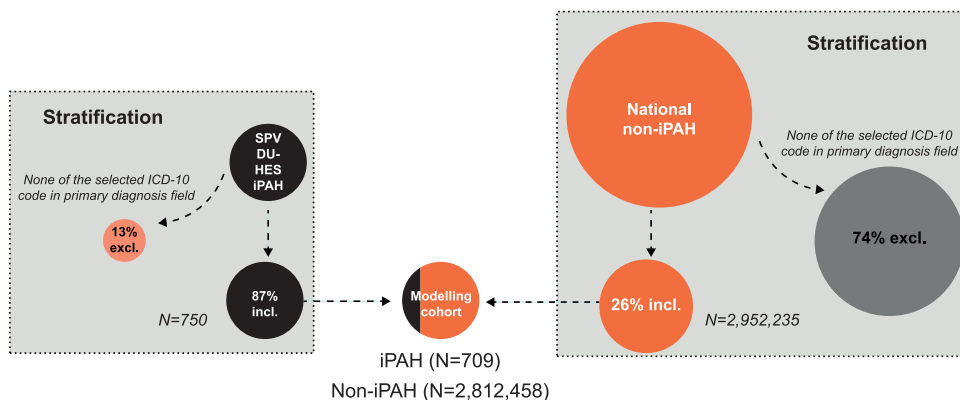 Stratification
SPV
DU-
HES
iPAH
None of the selected ICD-10
code in primary diagnosis field
13%
excl.
87%
incl.
N=750
Modelling
cohort
iPAH (N=709)
Non-iPAH (N=2,812,458)
Stratification
National
non-iPAH
None of the selected ICD-10
code in primary diagnosis field
74% excl.
26% incl.
N=2,952,235